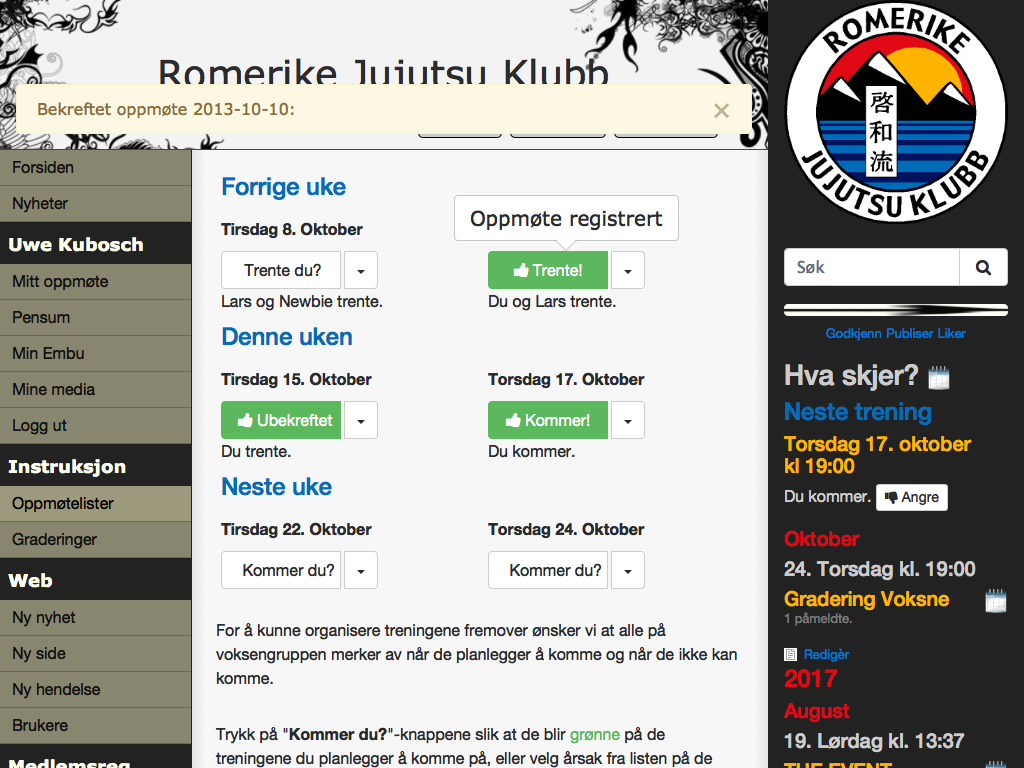 Romerike Jujutsu Klubb
Bekreftet oppmøte 2013-10-10:
×
ROMERIKE
啓和流
JUJUTSU KLUBB
Forsiden
Nyheter
Uwe Kubosch
Mitt oppmøte
Pensum
Min Embu
Mine media
Logg ut
Instruksjon
Oppmøtelister
Graderinger
Web
Ny nyhet
Ny side
Ny hendelse
Brukere
Medlemsreg
Forrige uke
Oppmøte registrert
Tirsdag 8. Oktober
Trente du?
Trente!
Lars og Newbie trente.
Du og Lars trente.
Denne uken
Tirsdag 15. Oktober
Torsdag 17. Oktober
Ubekreftet
Kommer!
Du trente.
Du kommer.
Neste uke
Tirsdag 22. Oktober
Torsdag 24. Oktober
Kommer du?
Kommer du?
For å kunne organisere treningene fremover ønsker vi at alle på
voksengruppen merker av når de planlegger å komme og når de ikke kan
komme.
Trykk på "Kommer du?"-knappene slik at de blir grønne på de
treningene du planlegger å komme på, eller velg årsak fra listen på de
Søk
Godkjenn Publiser Liker
Hva skjer?
Neste trening
Torsdag 17. oktober
kl 19:00
Du kommer. Angre
Oktober
24. Torsdag kl. 19:00
Gradering Voksne
1 påmeldte.
Redigèr
2017
August
19. Lørdag kl. 13:37
THE EVENT